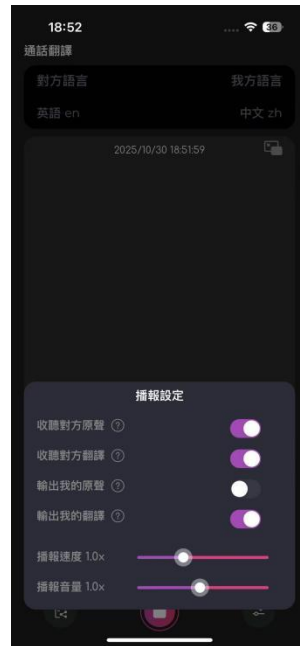 18:52
36
通話翻譯
對方語言 我方語言
英語 en 中文 zh
2025/10/30 18:51:59
播報設定
收聽對方原聲 ?
收聽對方翻譯 ?
輸出我的原聲 ?
輸出我的翻譯 ?
播報速度 1.0x
播報音量 1.0x